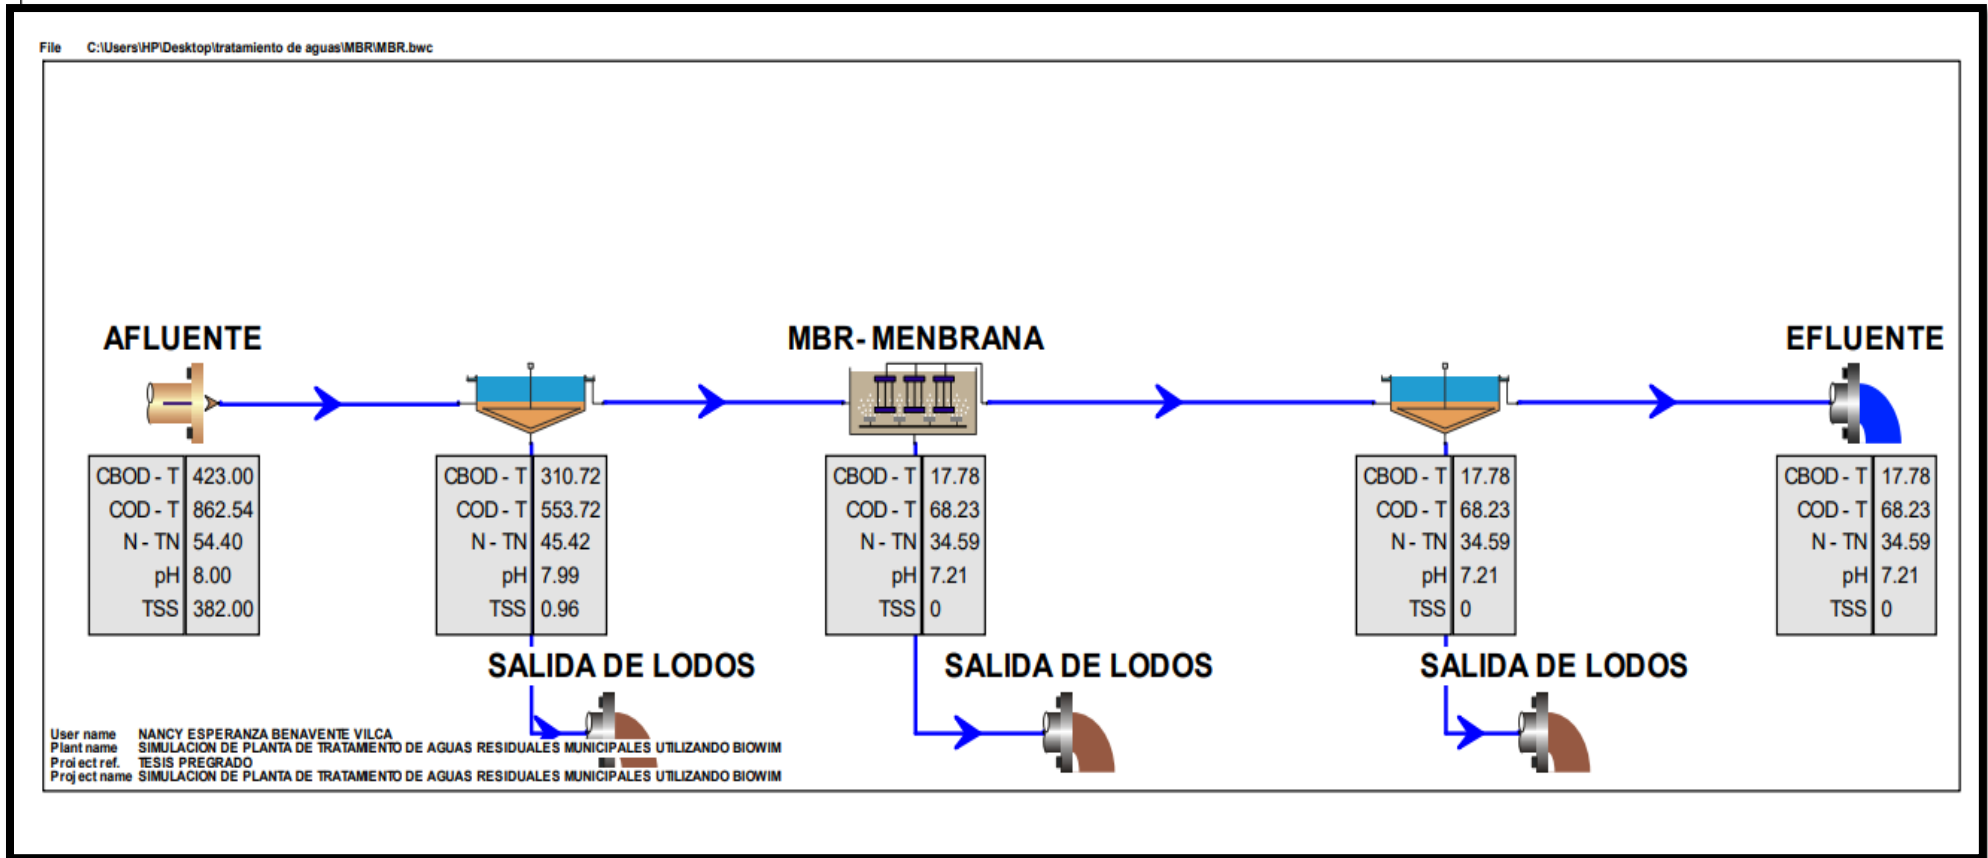 File C:\Users\HP\Desktop\tratamiento de aguas\MBR\MBR.bwc
AFLUENTE
MBR-MENBRANA
EFLUENTE
CBOD - T 423.00
COD - T 862.54
N - TN 54.40
pH 8.00
TSS 382.00
CBOD - T 310.72
COD - T 553.72
N - TN 45.42
pH 7.99
TSS 0.96
CBOD - T 17.78
COD - T 68.23
N - TN 34.59
pH 7.21
TSS 0
CBOD - T 17.78
COD - T 68.23
N - TN 34.59
pH 7.21
TSS 0
CBOD - T 17.78
COD - T 68.23
N - TN 34.59
pH 7.21
TSS 0
SALIDA DE LODOS
SALIDA DE LODOS
SALIDA DE LODOS
User name NANCY ESPERANZA BENAVENTE VILCA
Plant name SIMULACION DE PLANTA DE TRATAMIENTO DE AGUAS RESIDUALES MUNICIPALES UTILIZANDO BIOWIM
Project ref. TESIS PREGRADO
Project name SIMULACION DE PLANTA DE TRATAMIENTO DE AGUAS RESIDUALES MUNICIPALES UTILIZANDO BIOWIM